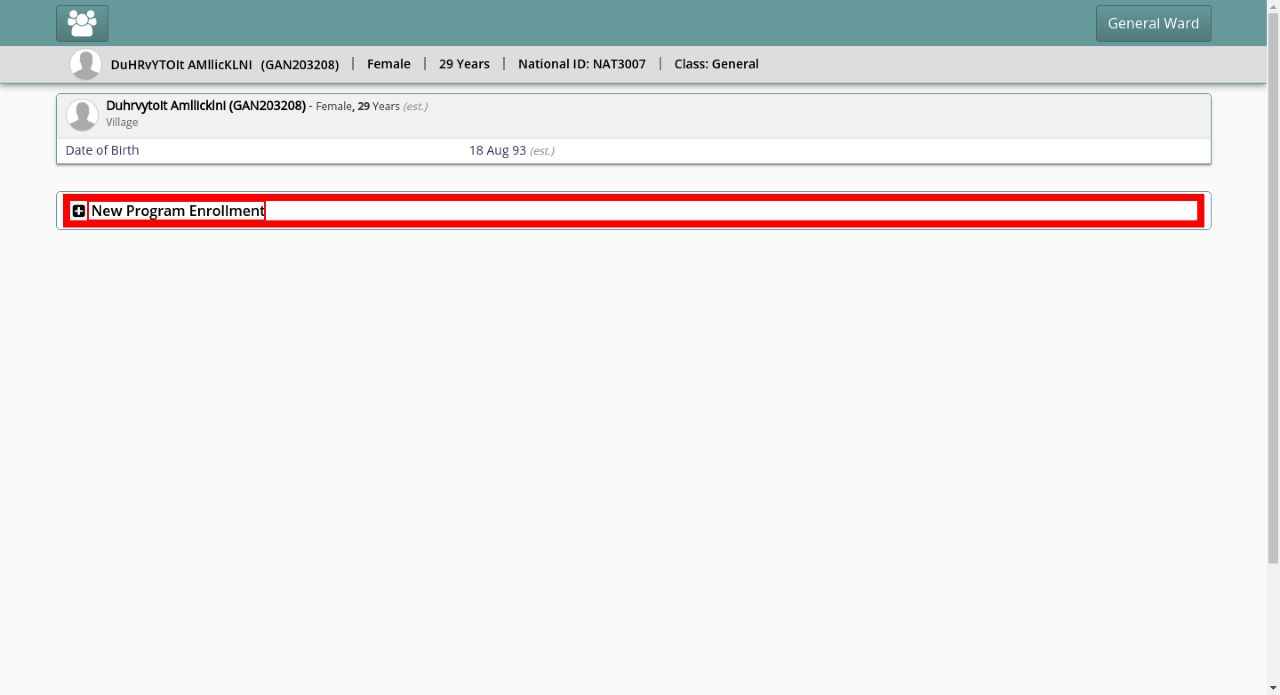 General Ward
DuHRvYTOIt AMllicKLNI (GAN203208) | Female | 29 Years | National ID: NAT3007 | Class: General
Duhrvytoit Amllicklni (GAN203208) - Female, 29 Years (est.)
Village
Date of Birth 18 Aug 93 (est.)
New Program Enrollment